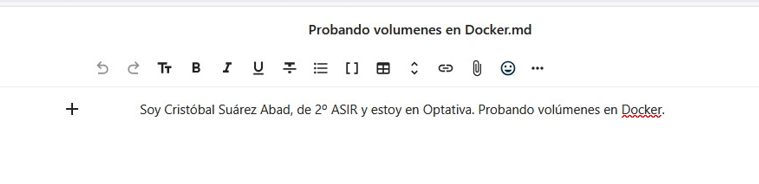 Probando volumenes en Docker.md
Soy Cristóbal Suárez Abad, de 2º ASIR y estoy en Optativa. Probando volúmenes en Docker.